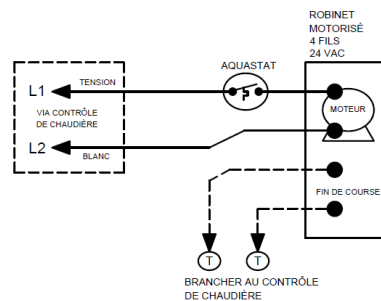 ROBINET
MOTORISÉ
4 FILS
24 VAC
AQUASTAT
L1
TENSION
MOTEUR
VIA CONTRÔLE
DE CHAUDIÈRE
L2
BLANC
FIN DE COURSE
T
T
BRANCHER AU CONTRÔLE
DE CHAUDIÈRE